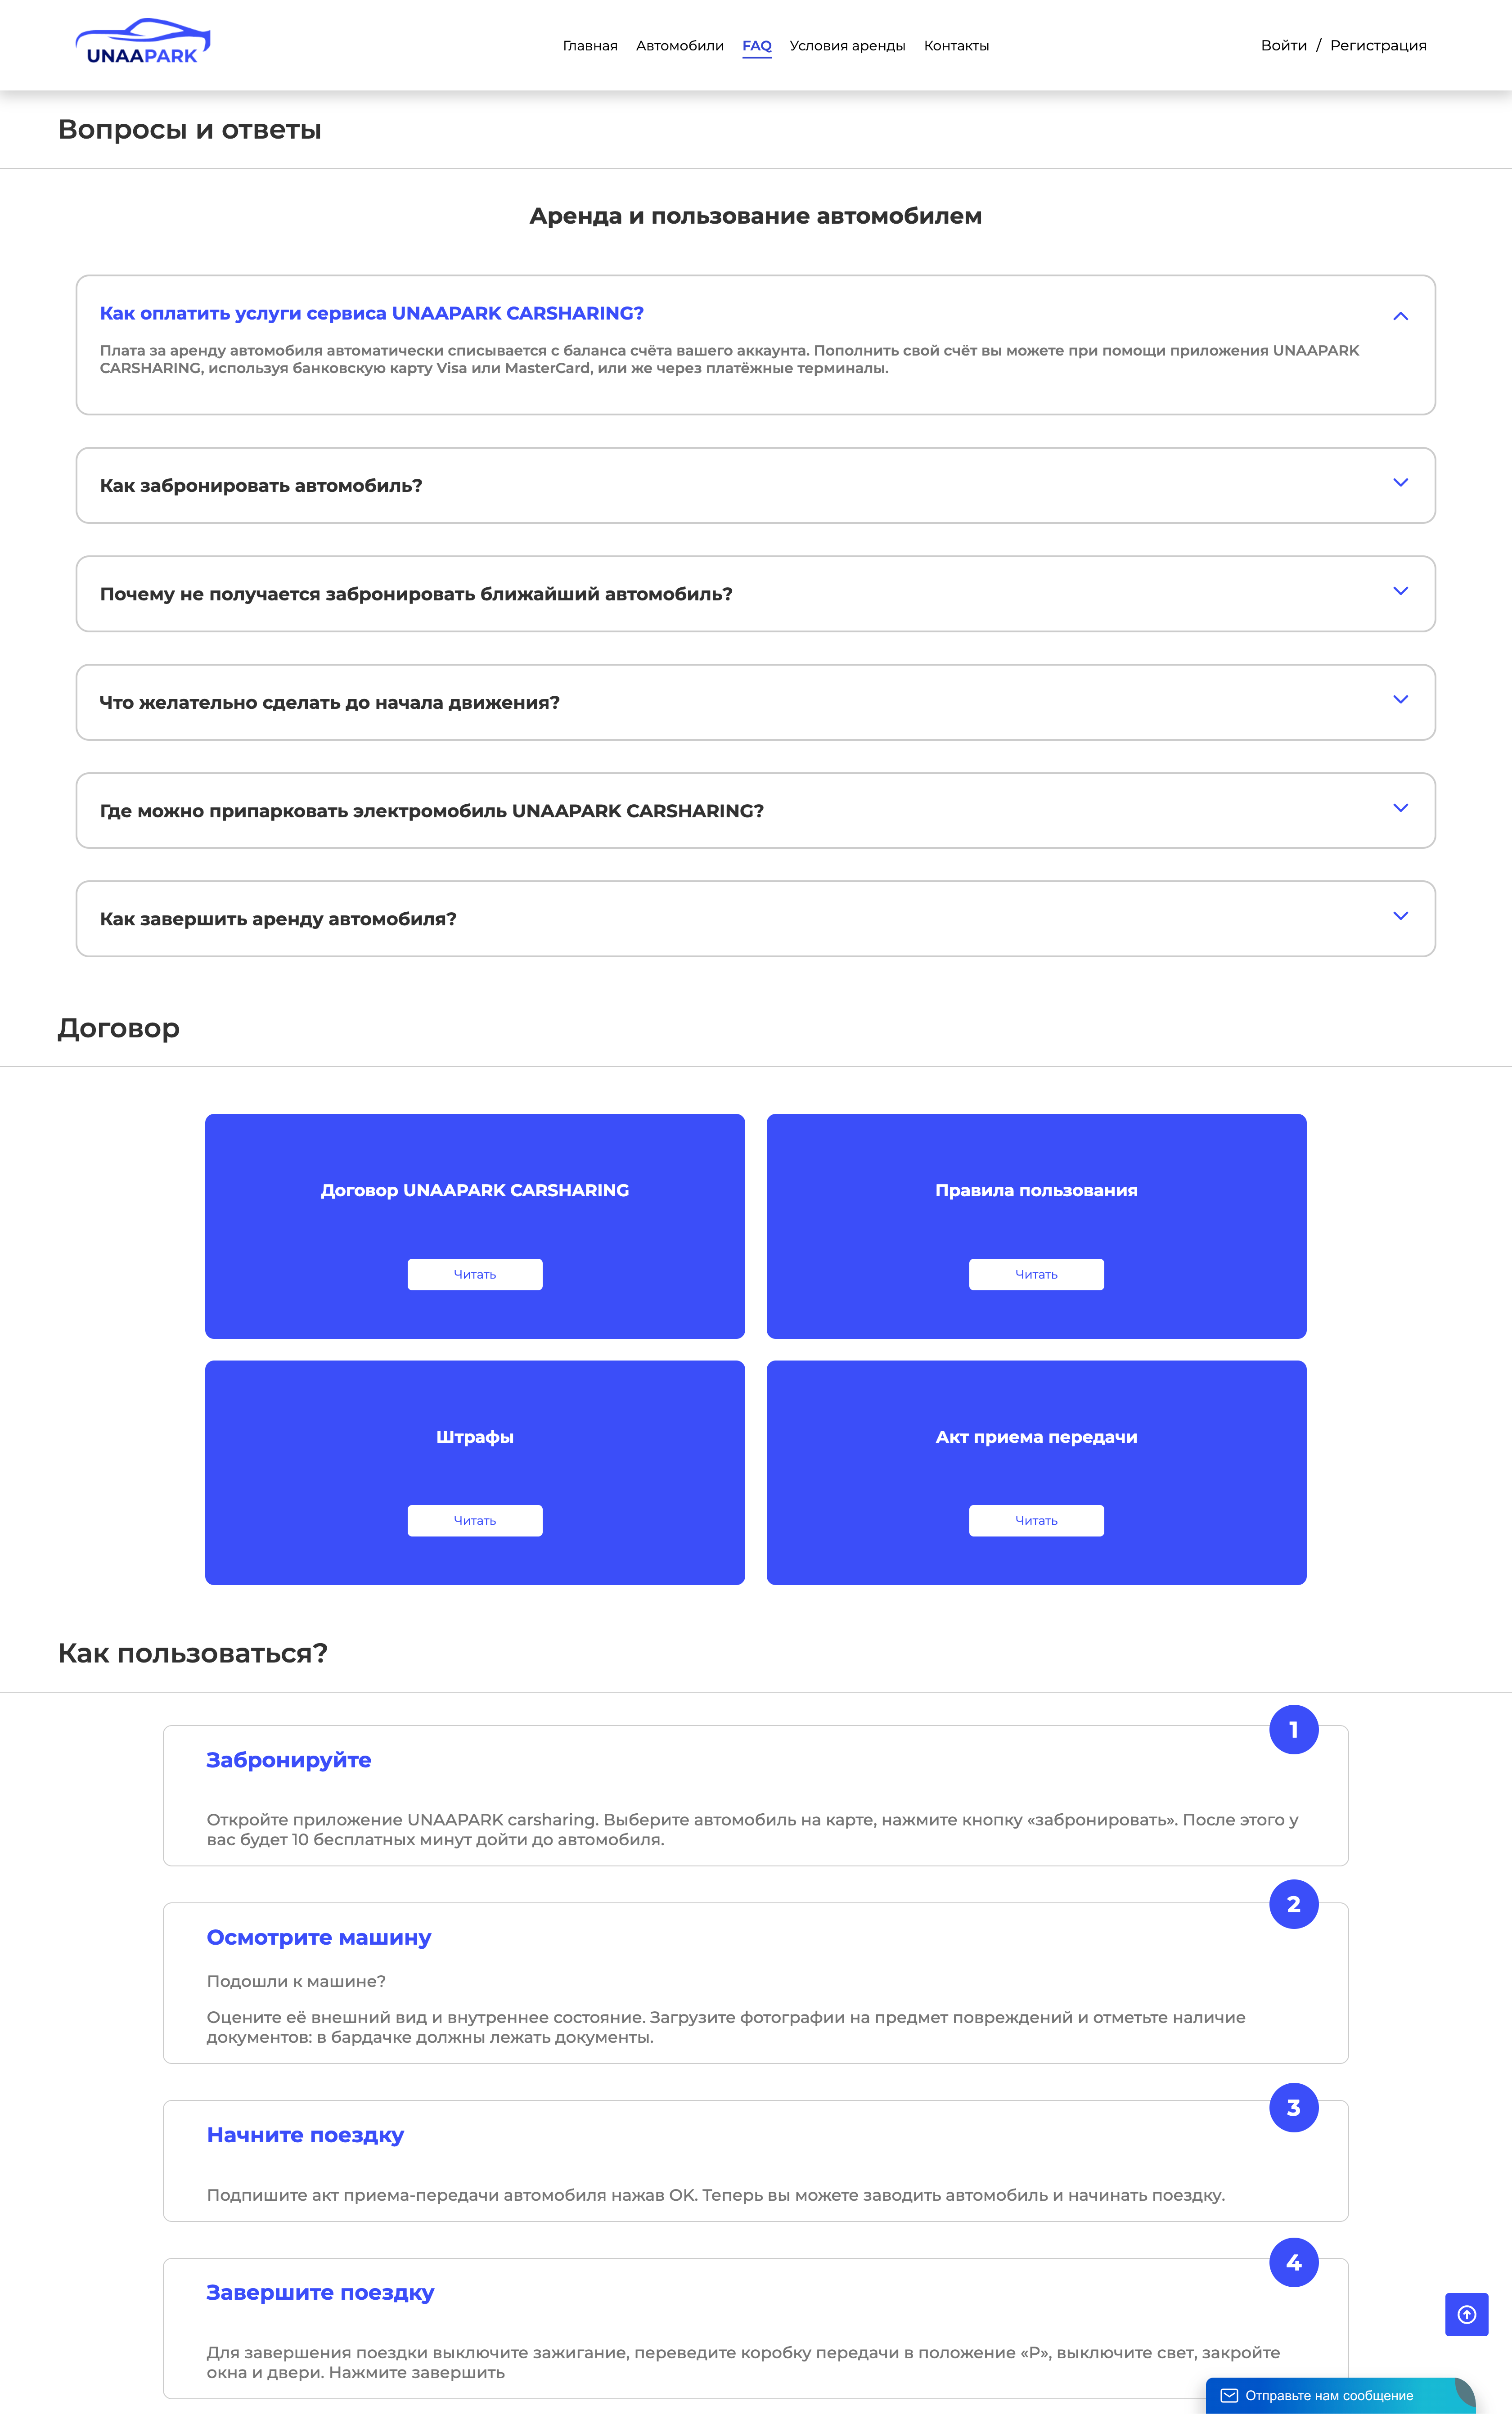 UNAAPARK
Главная Автомобили FAQ Условия аренды Контакты
Войти / Регистрация
Вопросы и ответы
Аренда и пользование автомобилем
Как оплатить услуги сервиса UNAAPARK CARSHARING?
Плата за аренду автомобиля автоматически списывается с баланса счёта вашего аккаунта. Пополнить свой счёт вы можете при помощи приложения UNAAPARK
CARSHARING, используя банковскую карту Visa или MasterCard, или же через платёжные терминалы.
Как забронировать автомобиль?
Почему не получается забронировать ближайший автомобиль?
Что желательно сделать до начала движения?
Где можно припарковать электромобиль UNAAPARK CARSHARING?
Как завершить аренду автомобиля?
Договор
Договор UNAAPARK CARSHARING
Читать
Правила пользования
Читать
Штрафы
Читать
Акт приема передачи
Читать
Как пользоваться?
1
Забронируйте
Откройте приложение UNAAPARK carsharing. Выберите автомобиль на карте, нажмите кнопку «забронировать». После этого у
вас будет 10 бесплатных минут дойти до автомобиля.
2
Осмотрите машину
Подошли к машине?
Оцените её внешний вид и внутреннее состояние. Загрузите фотографии на предмет повреждений и отметьте наличие
документов: в бардачке должны лежать документы.
3
Начните поездку
Подпишите акт приема-передачи автомобиля нажав OK. Теперь вы можете заводить автомобиль и начинать поездку.
4
Завершите поездку
Для завершения поездки выключите зажигание, переведите коробку передачи в положение «P», выключите свет, закройте
окна и двери. Нажмите завершить
Отправьте нам сообщение